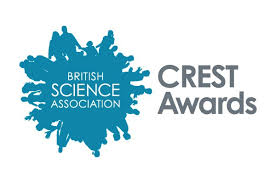 BRITISH
SCIENCE
ASSOCIATION
CREST
Awards